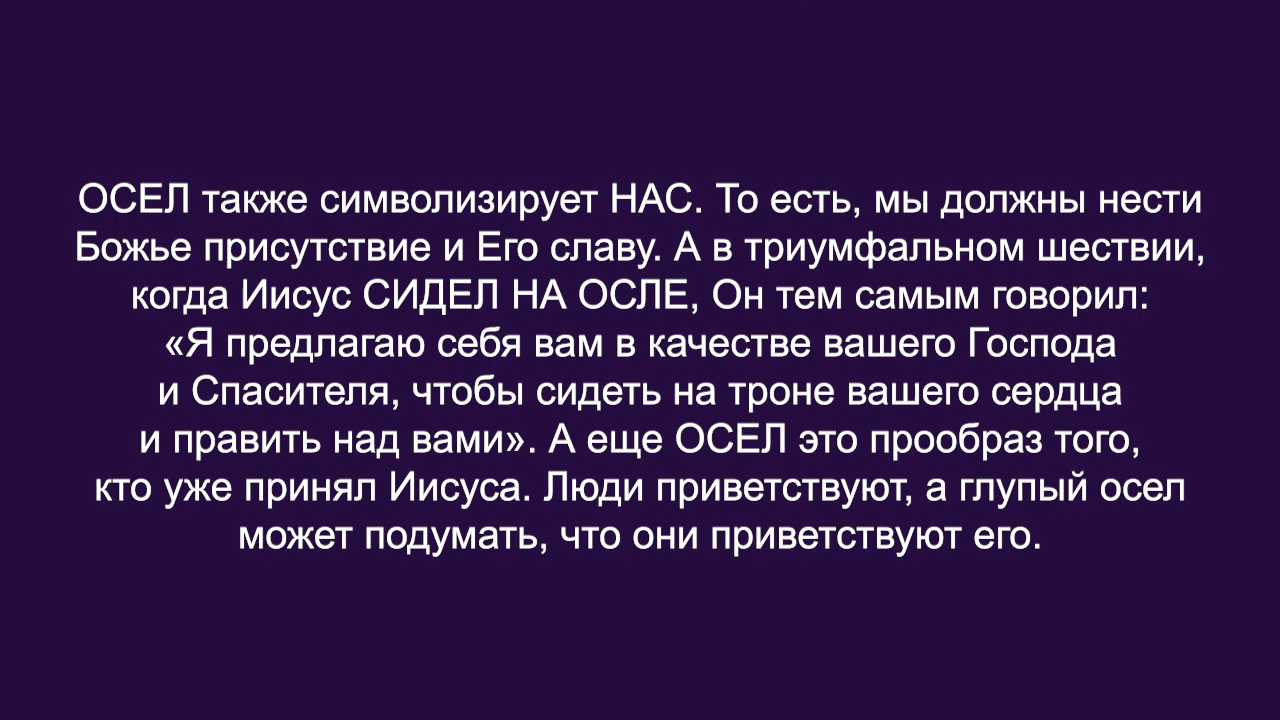 ОСЕЛ также символизирует НАС. То есть, мы должны нести
Божье присутствие и Его славу. А в триумфальном шествии,
когда Иисус СИДЕЛ НА ОСЛЕ, Он тем самым говорил:
«Я предлагаю себя вам в качестве вашего Господа
и Спасителя, чтобы сидеть на троне вашего сердца
и править над вами». А еще ОСЕЛ это прообраз того,
кто уже принял Иисуса. Люди приветствуют, а глупый осел
может подумать, что они приветствуют его.